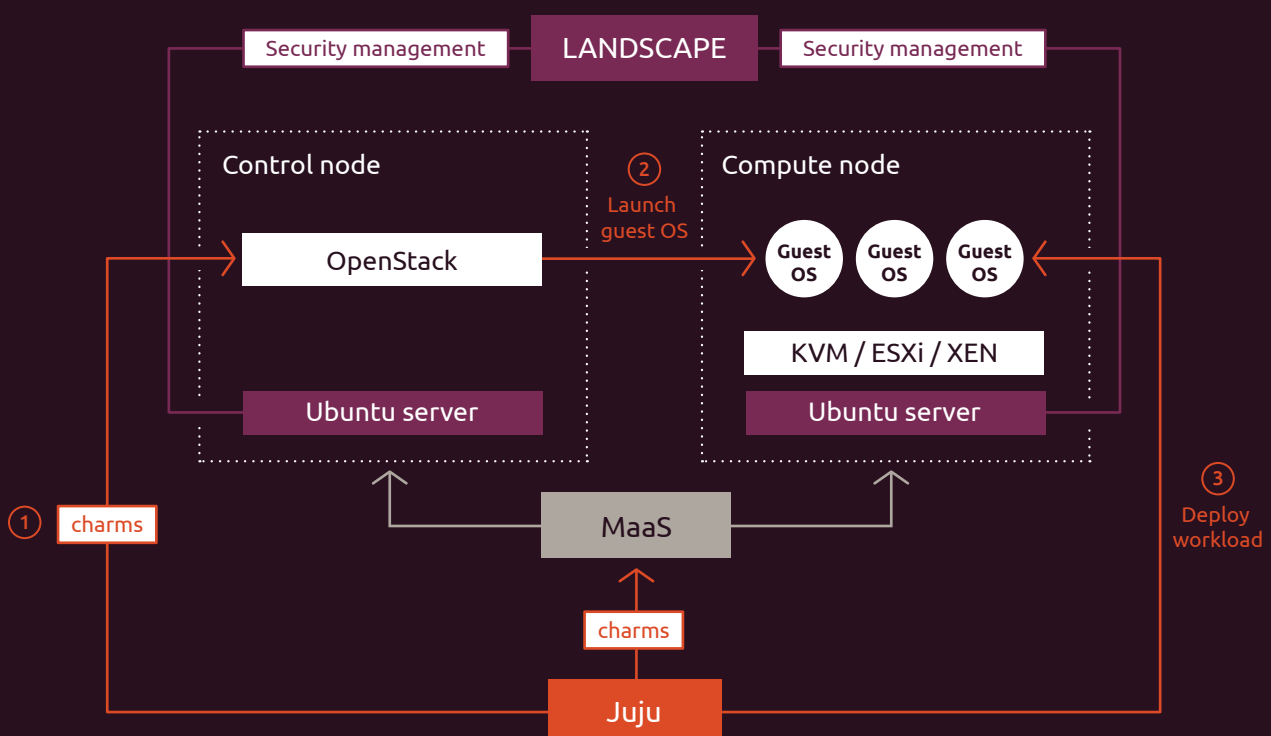 Security management
LANDSCAPE
Security management
Control node
2
Launch
guest OS
Compute node
OpenStack
Guest
OS
Guest
OS
Guest
OS
KVM / ESXi / XEN
Ubuntu server
Ubuntu server
1
charms
MaaS
3
Deploy
workload
charms
Juju